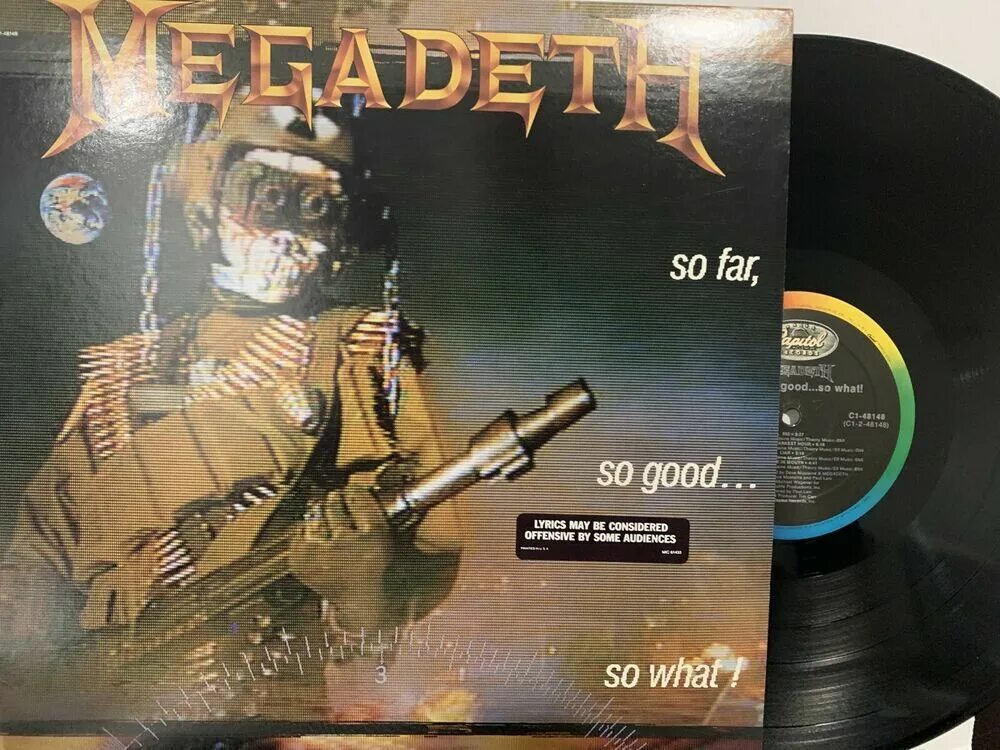 MEGADETH
so far,
so good...
LYRICS MAY BE CONSIDERED
OFFENSIVE BY SOME AUDIENCES
so what !
3
Capitol
RECORDS
MEGADETH
good...so what!
C1-48148
(C1-2-48148)